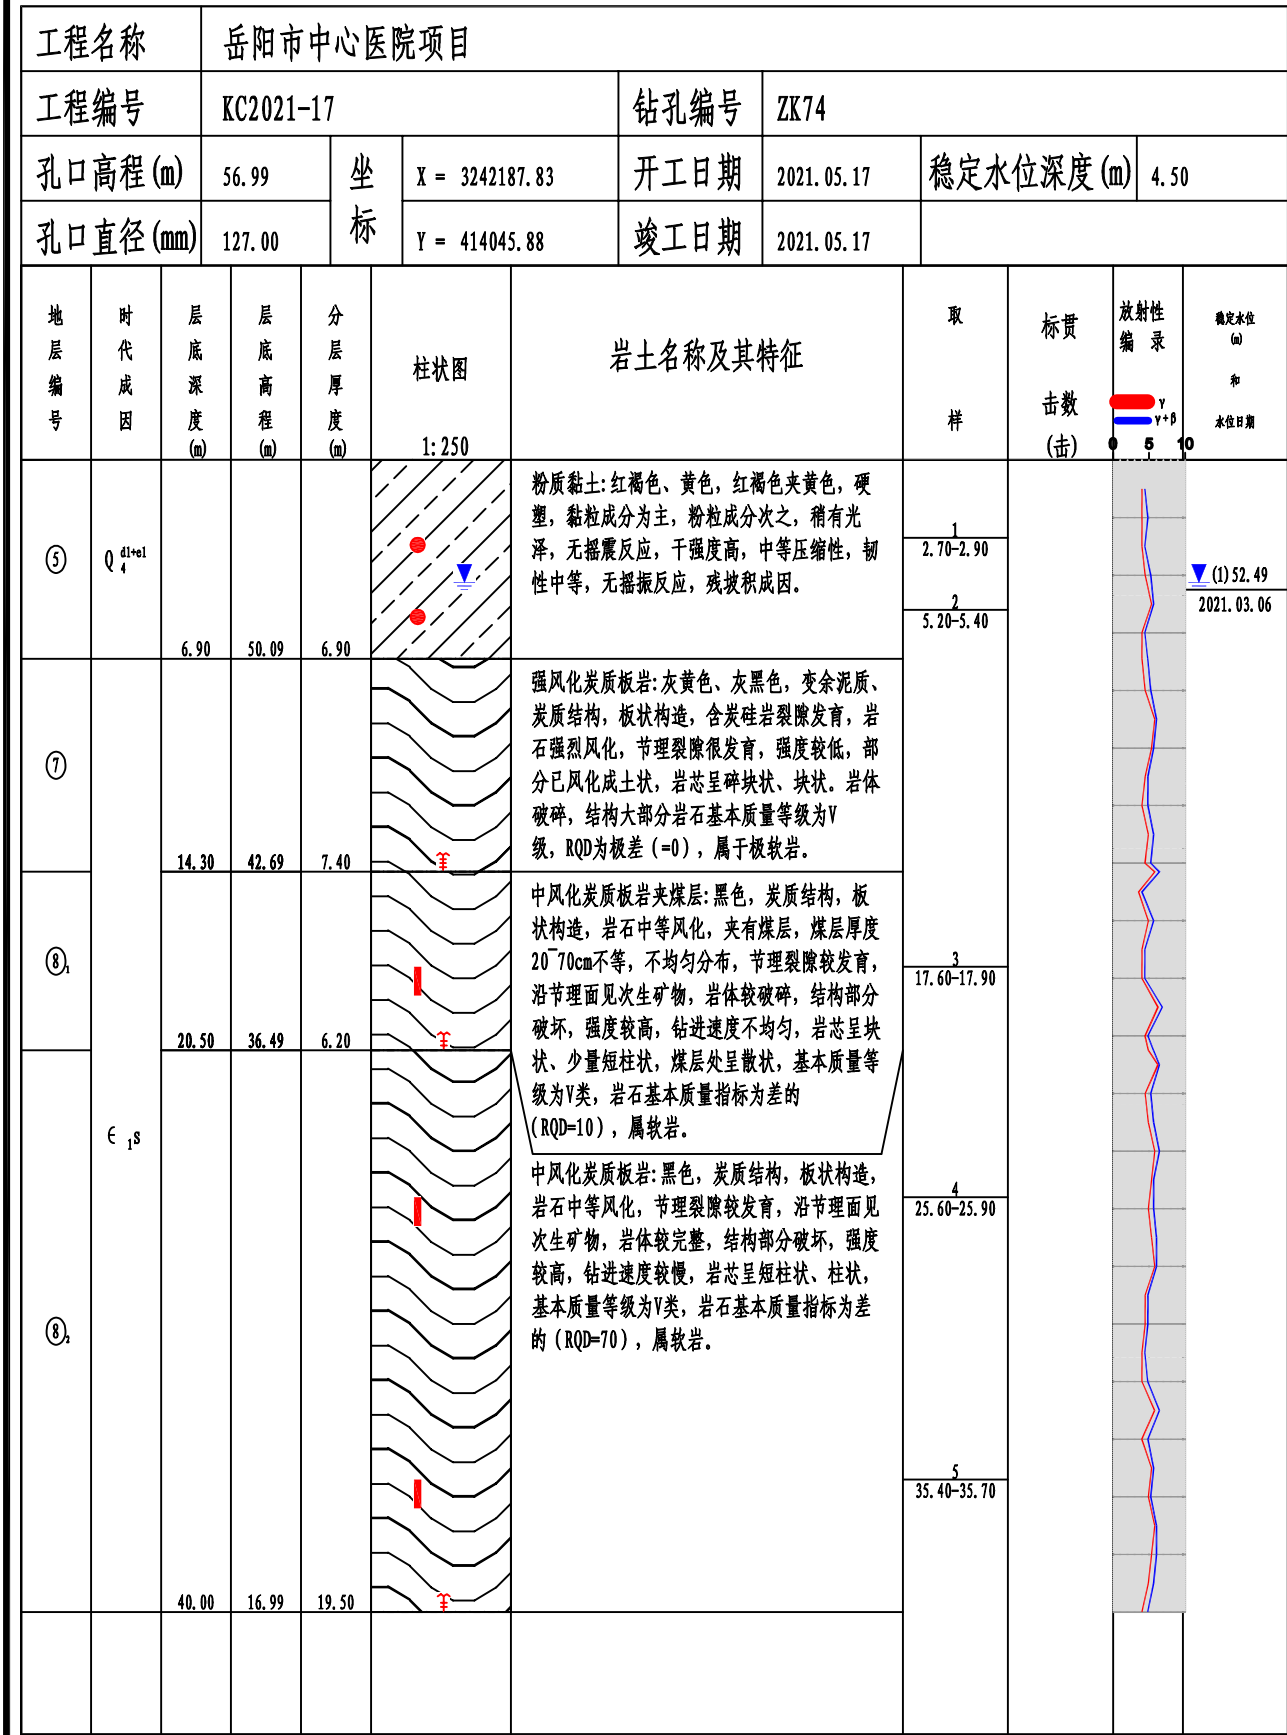 工程名称 岳阳市中心医院项目
工程编号 KC2021-17 钻孔编号 ZK74
孔口高程(m) 56.99 坐标 X = 3242187.83 开工日期 2021.05.17 稳定水位深度(m) 4.50
孔口直径(mm) 127.00 Y = 414045.88 竣工日期 2021.05.17
地层编号 时代成因 层底深度(m) 层底高程(m) 分层厚度(m) 柱状图 1:250 岩土名称及其特征 取样 标贯击数(击) 放射性编录 γ γ+β 0 5 10 稳定水位(m)和水位日期
⑤ Q4 dl+el 6.90 50.09 6.90
粉质黏土:红褐色、黄色，红褐色夹黄色，硬
塑，黏粒成分为主，粉粒成分次之，稍有光
泽，无摇震反应，干强度高，中等压缩性，韧
性中等，无摇振反应，残坡积成因。
1
2.70-2.90
2
5.20-5.40
(1)52.49
2021.03.06
⑦ 14.30 42.69 7.40
强风化炭质板岩:灰黄色、灰黑色，变余泥质、
炭质结构，板状构造，含炭硅岩裂隙发育，岩
石强烈风化，节理裂隙很发育，强度较低，部
分已风化成土状，岩芯呈碎块状、块状。岩体
破碎，结构大部分岩石基本质量等级为V
级，RQD为极差(=0)，属于极软岩。
⑧1 20.50 36.49 6.20
中风化炭质板岩夹煤层:黑色，炭质结构，板
状构造，岩石中等风化，夹有煤层，煤层厚度
20~70cm不等，不均匀分布，节理裂隙较发育，
沿节理面见次生矿物，岩体较破碎，结构部分
破坏，强度较高，钻进速度不均匀，岩芯呈块
状、少量短柱状，煤层处呈散状，基本质量等
级为V类，岩石基本质量指标为差的
(RQD=10)，属软岩。
3
17.60-17.90
∈1s
⑧2 40.00 16.99 19.50
中风化炭质板岩:黑色，炭质结构，板状构造，
岩石中等风化，节理裂隙较发育，沿节理面见
次生矿物，岩体较完整，结构部分破坏，强度
较高，钻进速度较慢，岩芯呈短柱状、柱状，
基本质量等级为V类，岩石基本质量指标为差
的(RQD=70)，属软岩。
4
25.60-25.90
5
35.40-35.70